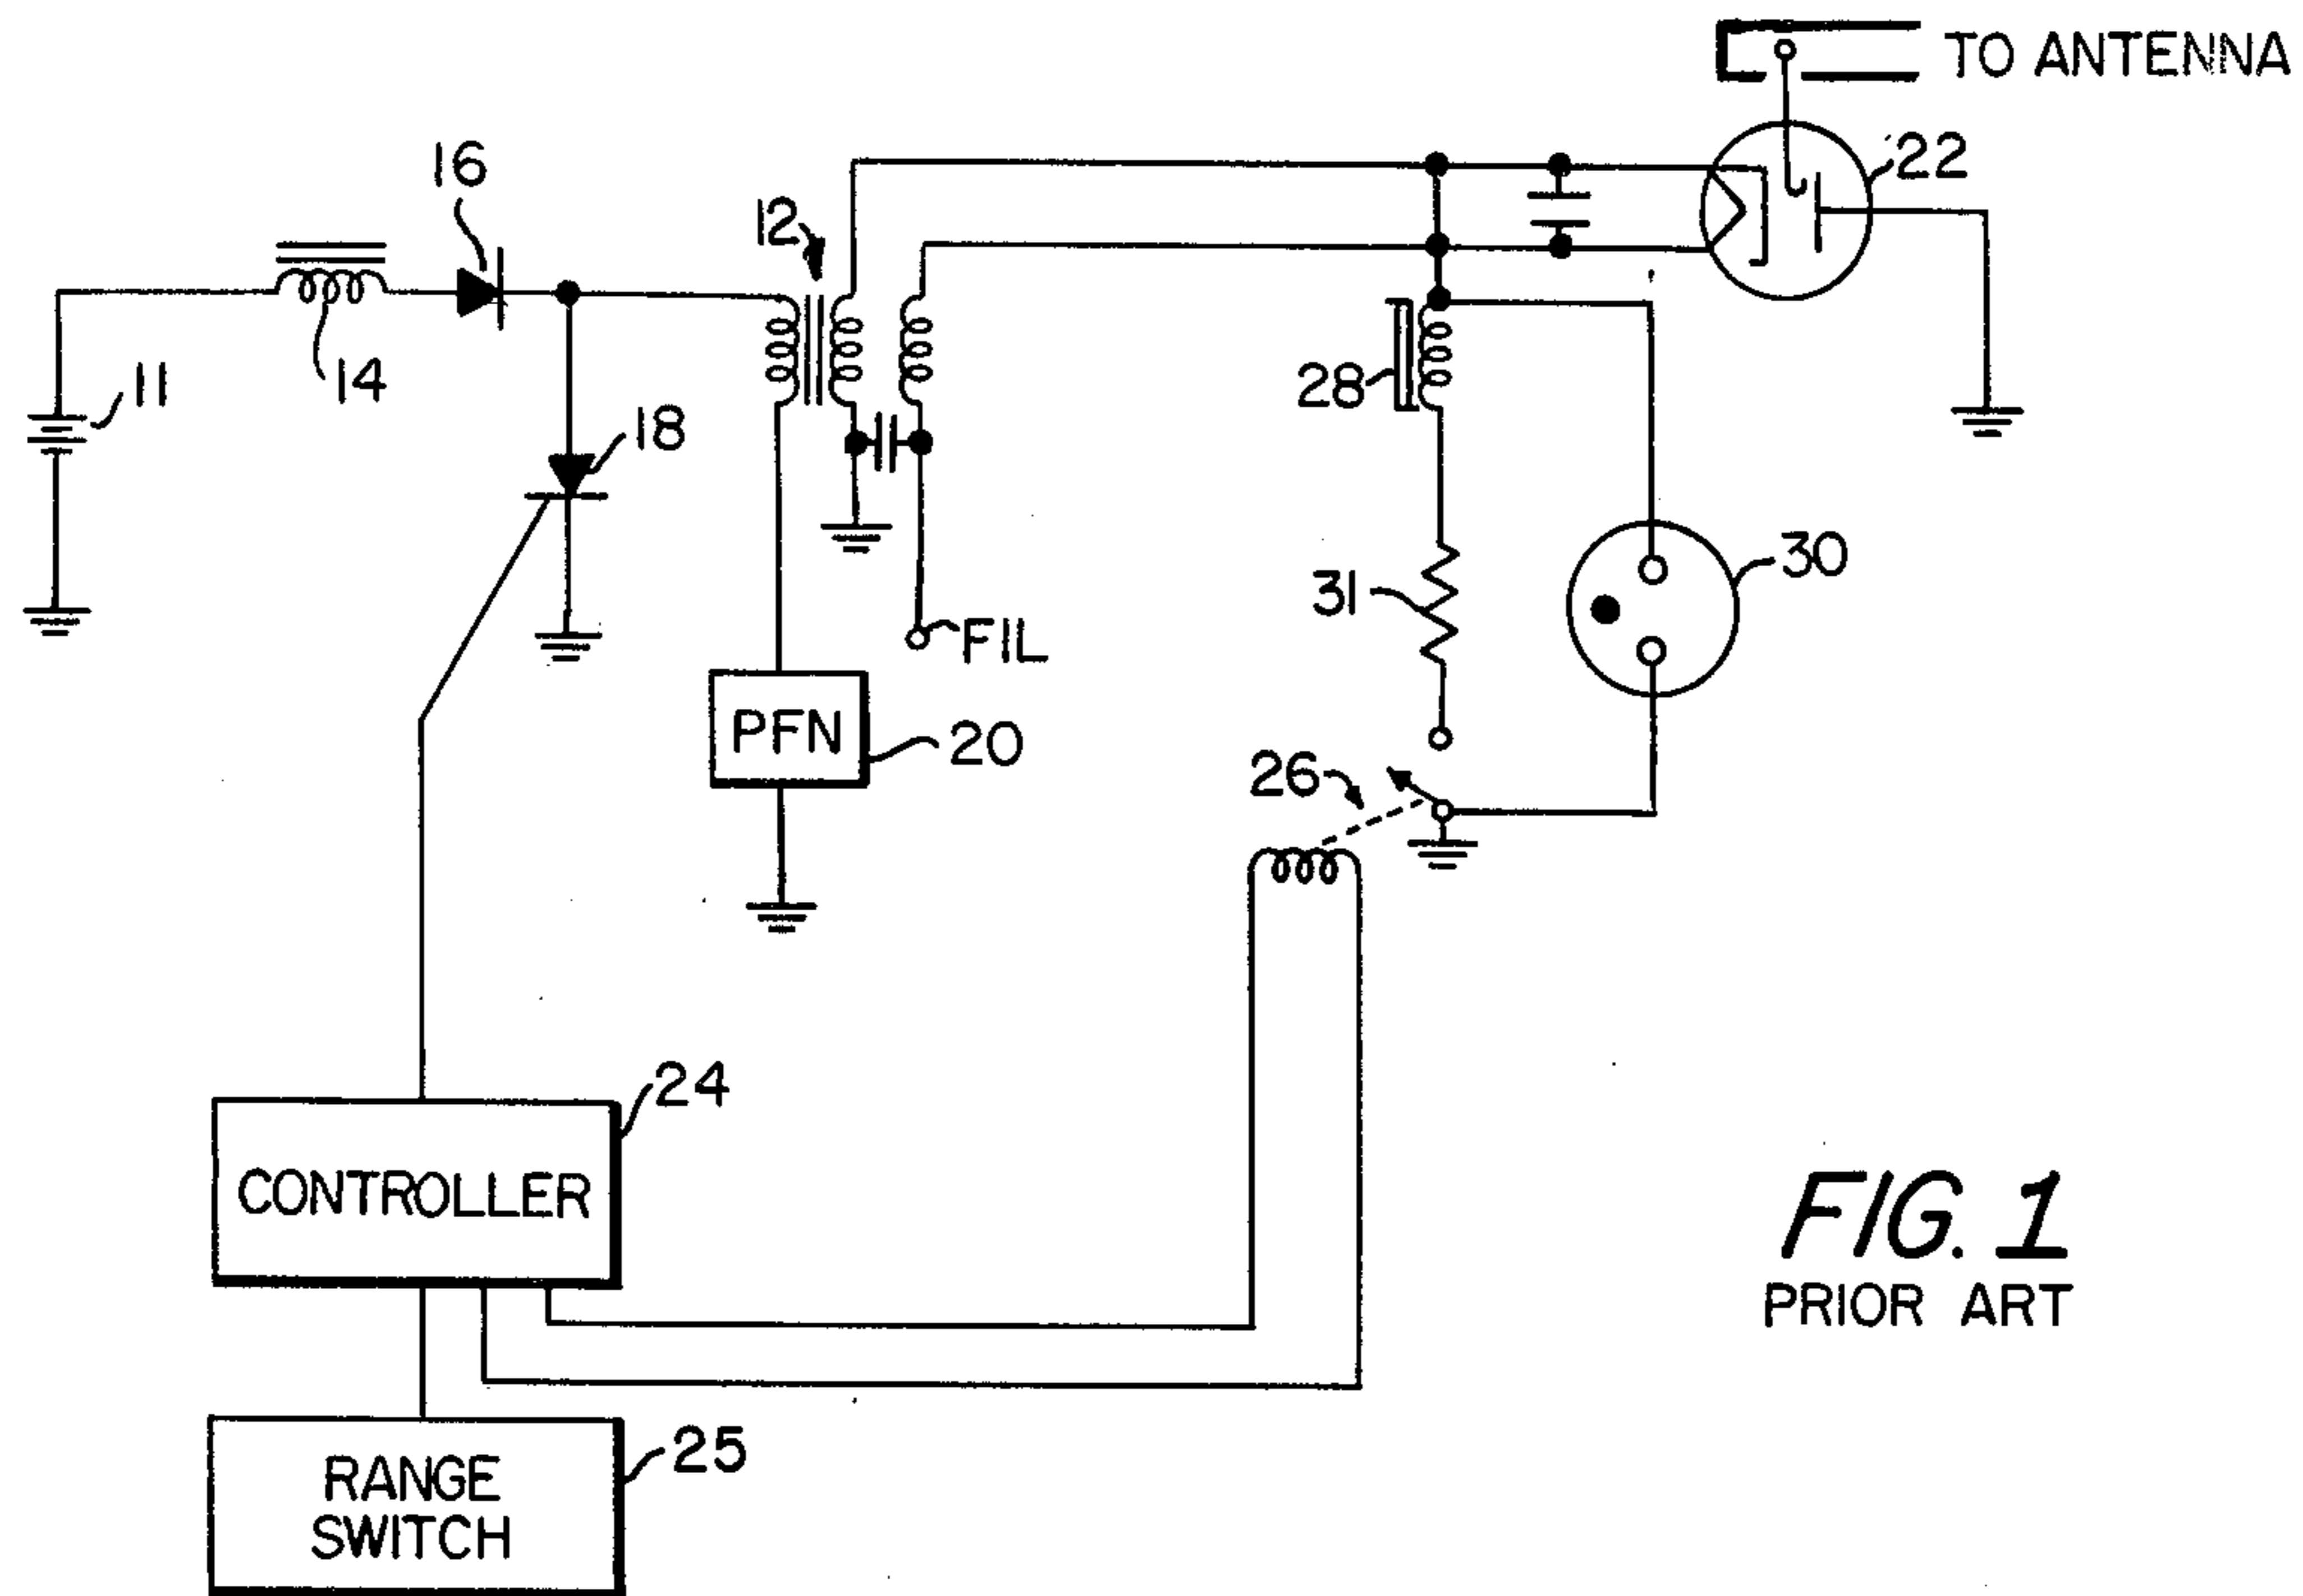 TO ANTENNA
16
12
22
14
11
28
18
30
31
FIL
PFN
20
26
24
CONTROLLER
FIG. 1
PRIOR ART
25
RANGE
SWITCH